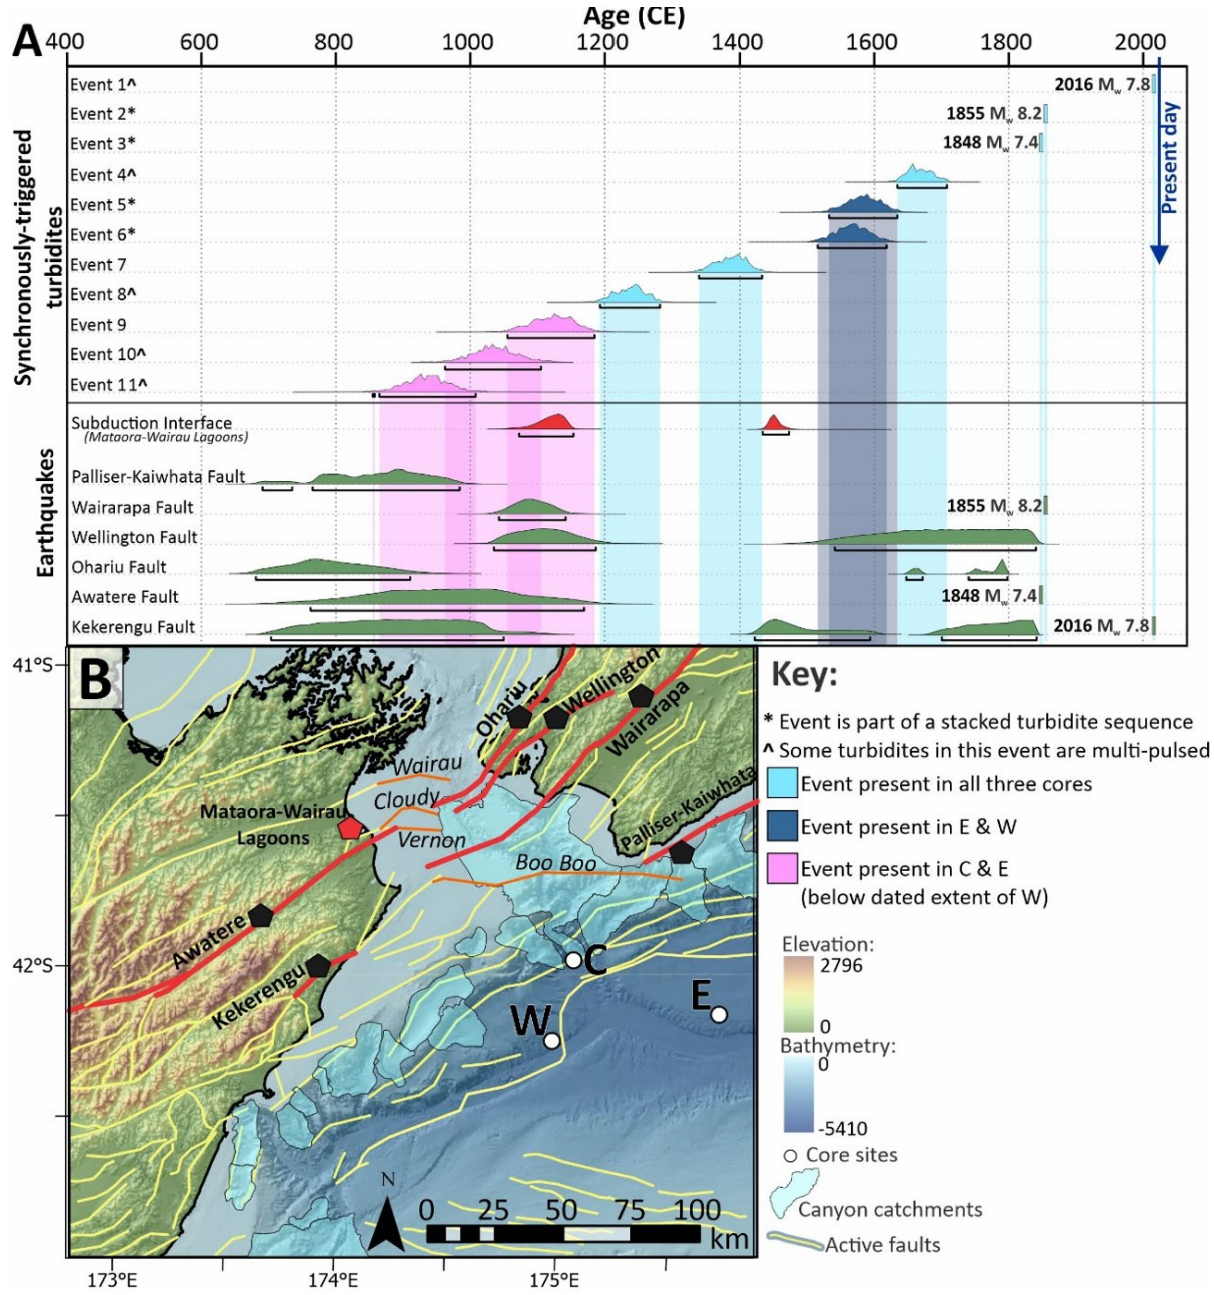 Age (CE)
A
400 600 800 1000 1200 1400 1600 1800 2000
Synchronously-triggered
turbidites
Event 1^
2016 Mw 7.8
Event 2*
1855 Mw 8.2
Event 3*
1848 Mw 7.4
Event 4^
Event 5*
Event 6*
Event 7
Event 8^
Event 9
Event 10^
Event 11^
Present day
Earthquakes
Subduction Interface
(Mataora-Wairau Lagoons)
Palliser-Kaiwhata Fault
Wairarapa Fault
1855 Mw 8.2
Wellington Fault
Ohariu Fault
Awatere Fault
1848 Mw 7.4
Kekerengu Fault
2016 Mw 7.8
B
41°S
42°S
173°E
174°E
175°E
Ohariu
Wellington
Wairarapa
Wairau
Cloudy
Vernon
Mataora-Wairau
Lagoons
Boo Boo
Palliser-Kaiwhata
Awatere
Kekerengu
C
E
W
N
0 25 50 75 100
km
Key:
* Event is part of a stacked turbidite sequence
^ Some turbidites in this event are multi-pulsed
Event present in all three cores
Event present in E & W
Event present in C & E
(below dated extent of W)
Elevation:
2796
0
Bathymetry:
0
-5410
Core sites
Canyon catchments
Active faults